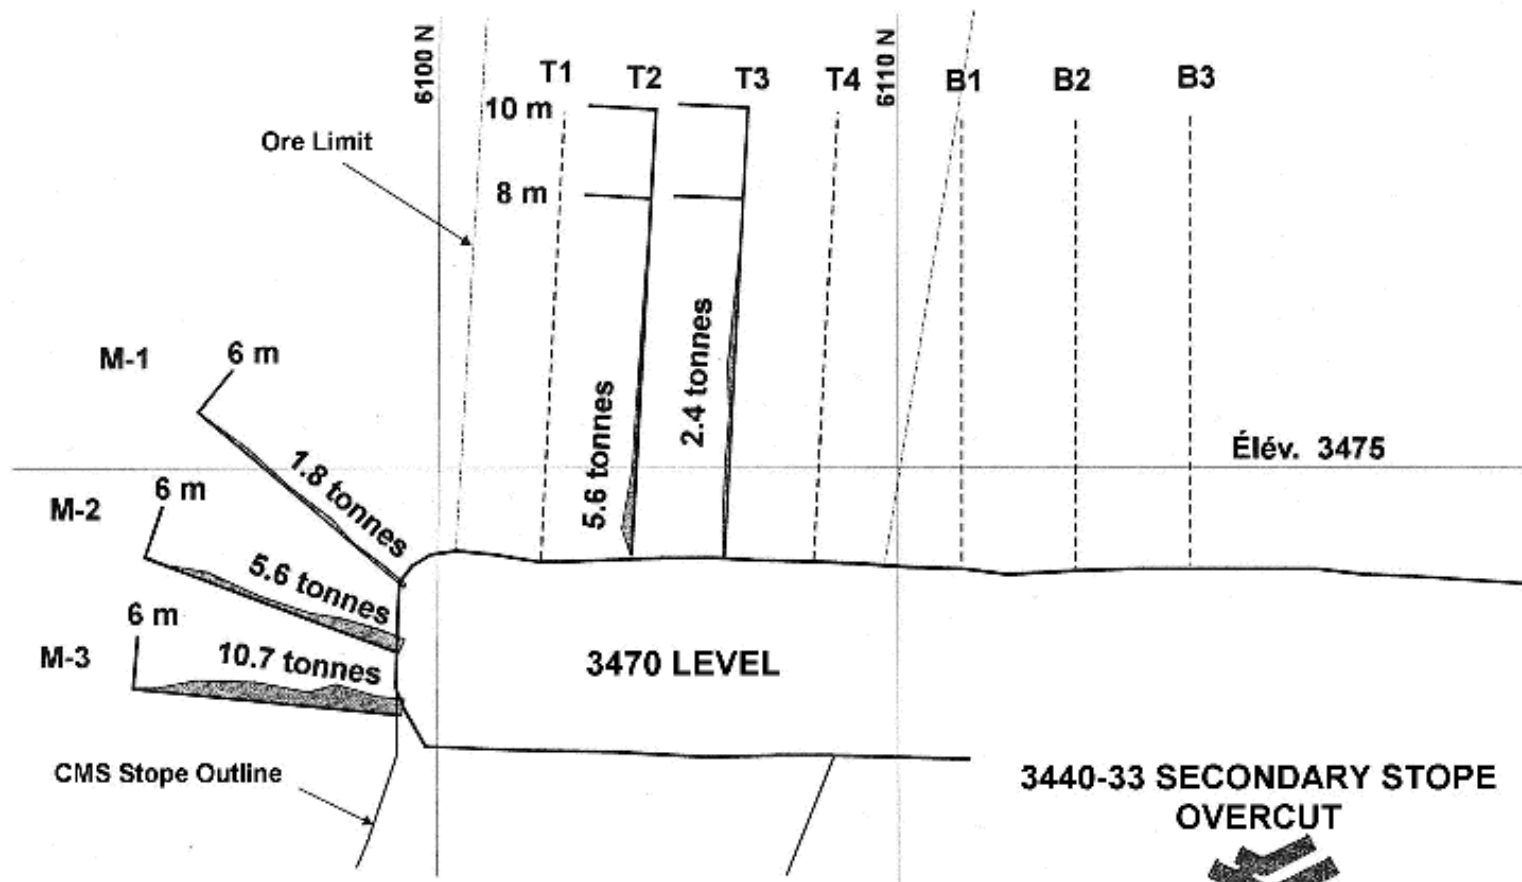 6100 N
6110 N
T1
T2
T3
T4
B1
B2
B3
10 m
Ore Limit
8 m
M-1
6 m
1.8 tonnes
5.6 tonnes
2.4 tonnes
Élév. 3475
M-2
6 m
5.6 tonnes
6 m
M-3
10.7 tonnes
3470 LEVEL
CMS Stope Outline
3440-33 SECONDARY STOPE
OVERCUT